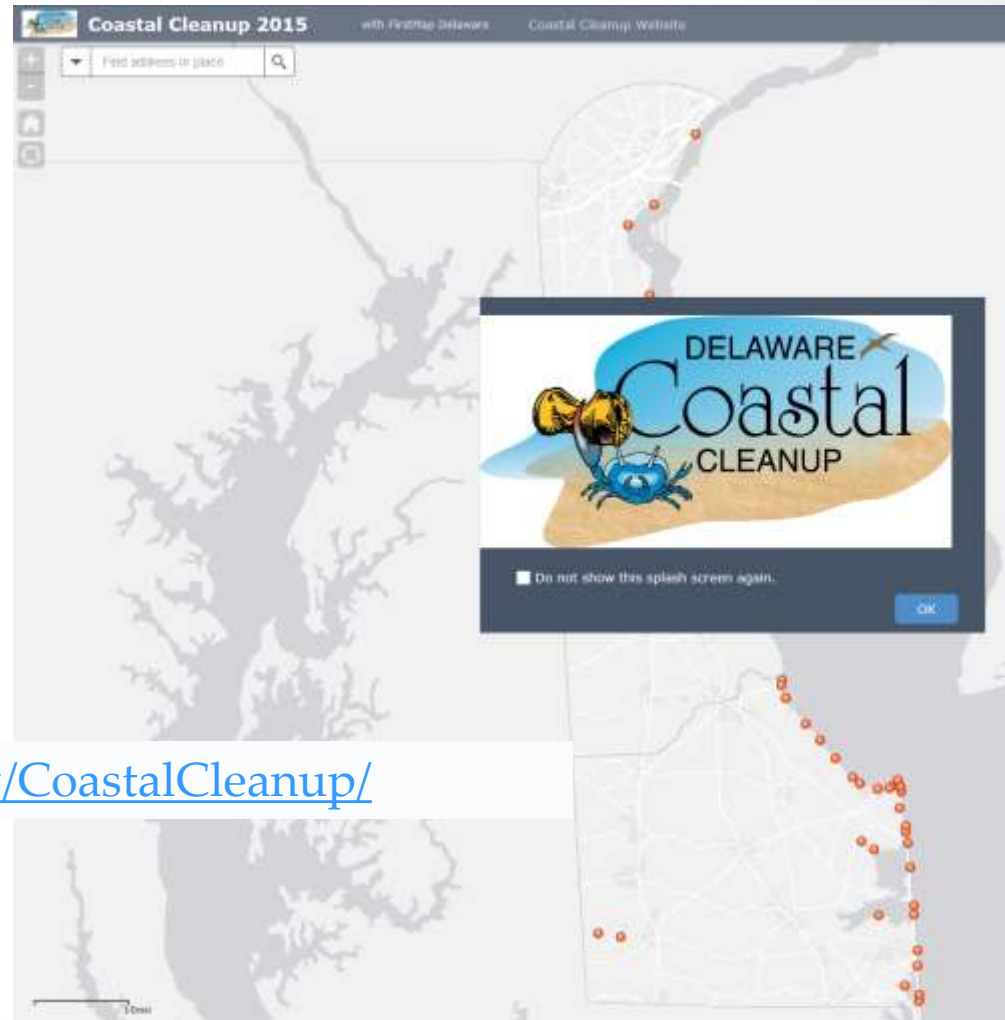 Coastal Cleanup 2015
with FirstMap Delaware
Coastal Cleanup Website
Find address or place
DELAWARE
Coastal
CLEANUP
Do not show this splash screen again.
OK
/CoastalCleanup/
10mi